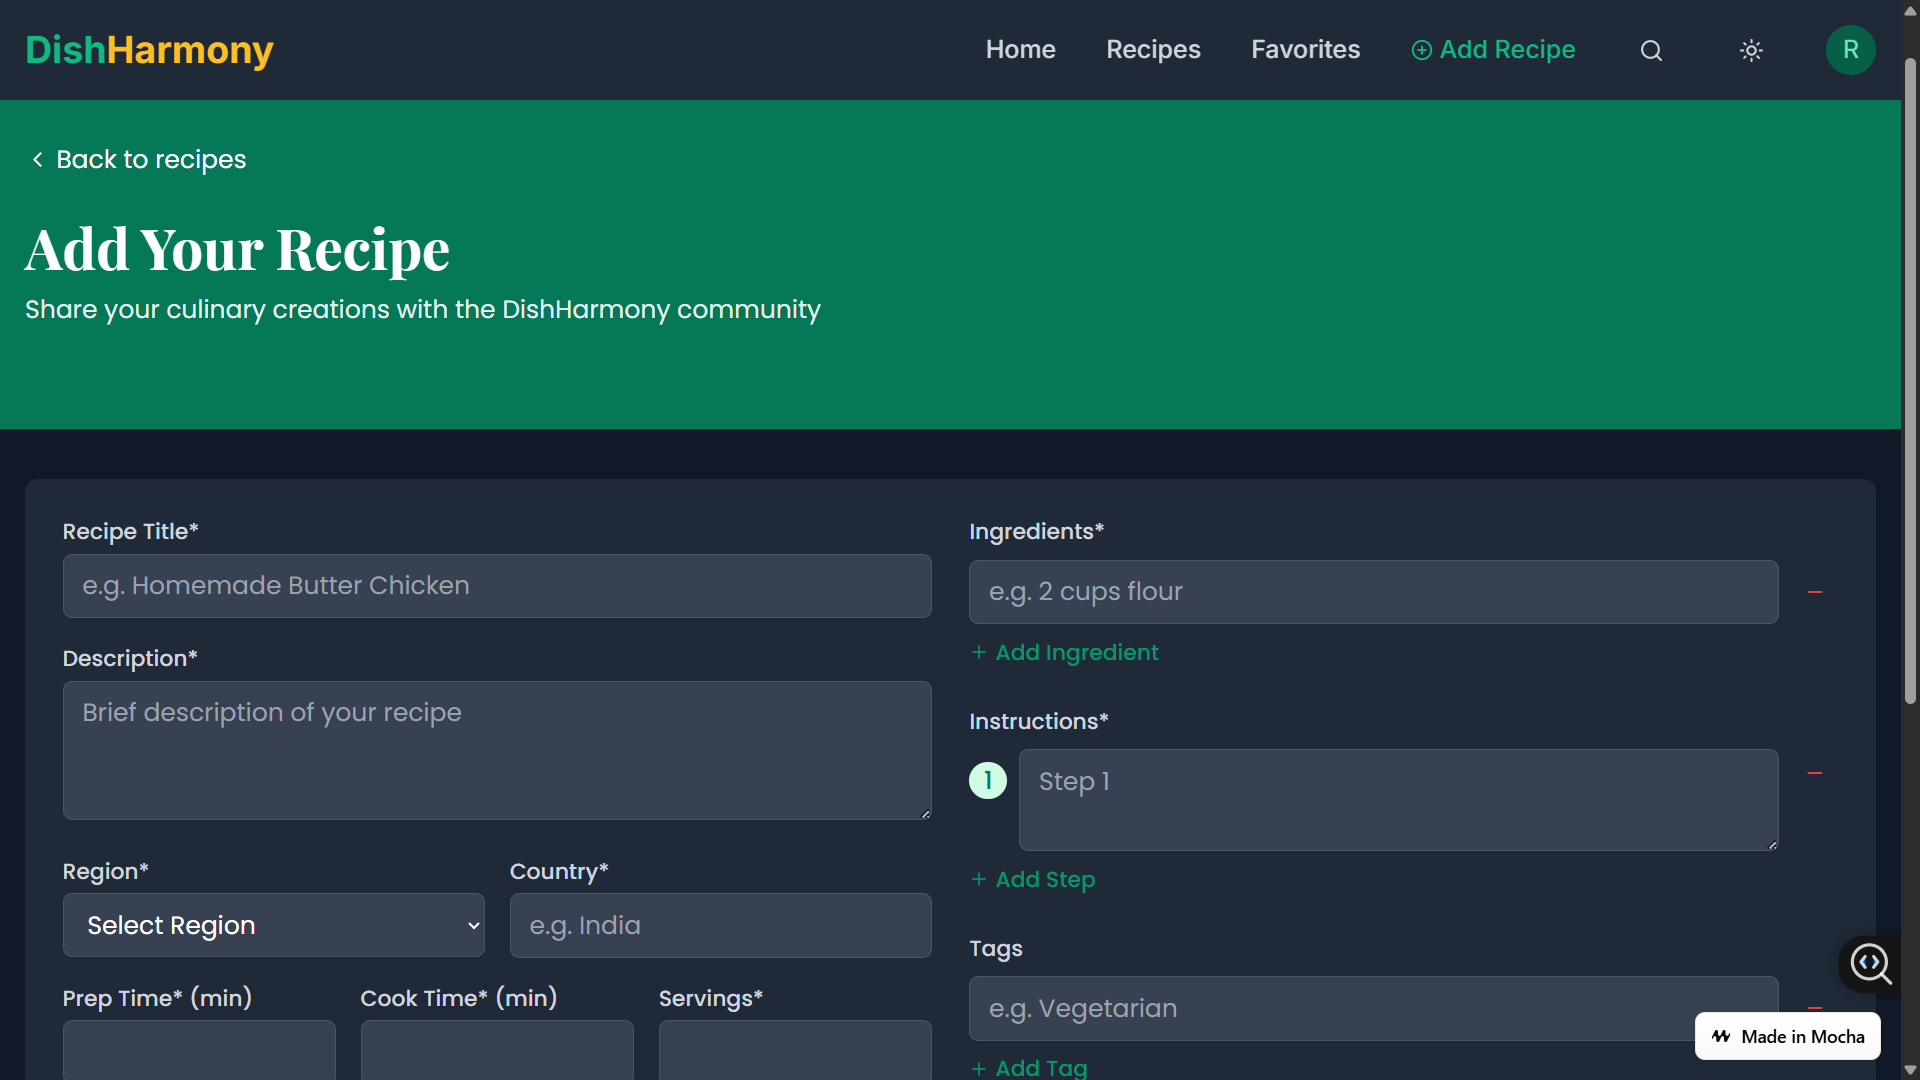 DishHarmony
Home
Recipes
Favorites
Add Recipe
R
Back to recipes
Add Your Recipe
Share your culinary creations with the DishHarmony community
Recipe Title*
e.g. Homemade Butter Chicken
Description*
Brief description of your recipe
Region*
Country*
Select Region
e.g. India
Prep Time* (min)
Cook Time* (min)
Servings*
Ingredients*
e.g. 2 cups flour
+ Add Ingredient
Instructions*
1
Step 1
+ Add Step
Tags
e.g. Vegetarian
+ Add Tag
Made in Mocha